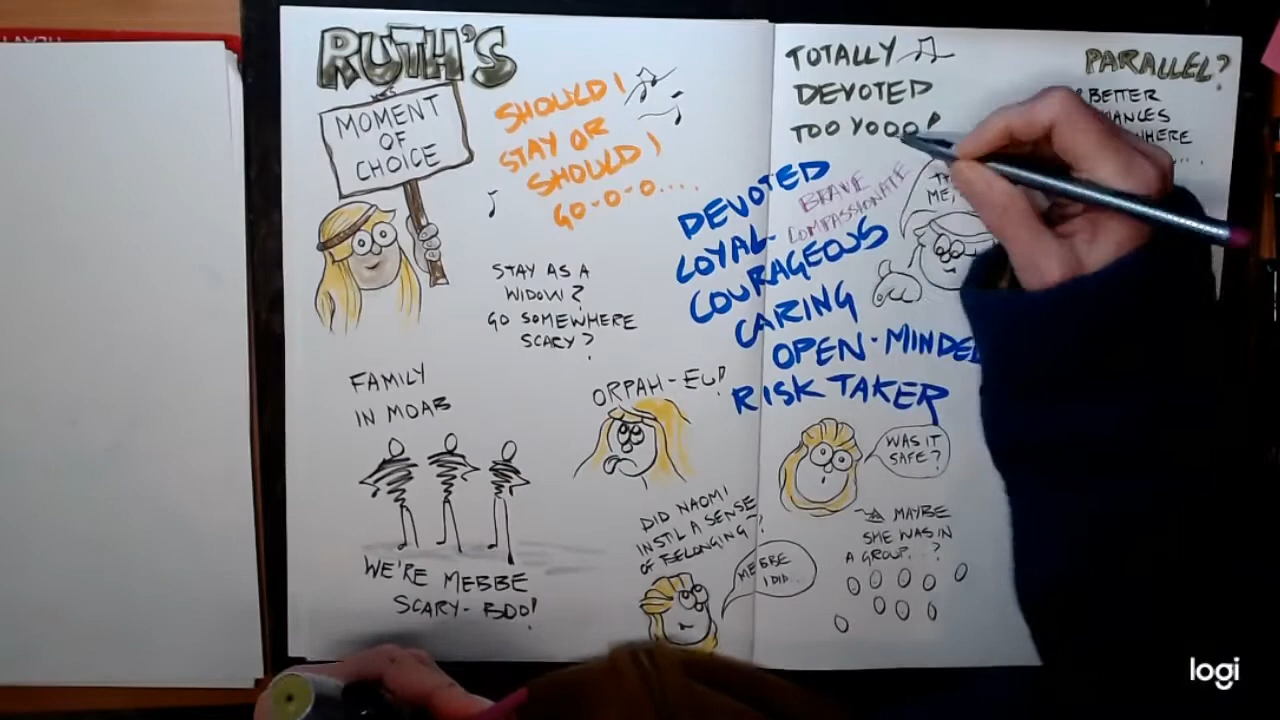 RUTH'S
MOMENT
OF
CHOICE
SHOULD I
STAY OR
SHOULD I
GO-O-O....
STAY AS A
WIDOW?
GO SOMEWHERE
SCARY?
FAMILY
IN MOAB
WE'RE MEBBE
SCARY-BOO!
ORPAH-EU!
DID NAOMI
INSTIL A SENSE
OF BELONGING?
MEBBE
I DID...
TOTALLY
DEVOTED
TOO YOOO!
DEVOTED
LOYAL
COURAGEOUS
CARING
OPEN-MINDED
RISK TAKER
BRAVE
COMPASSIONATE
ME,
WAS IT
SAFE?
MAYBE
SHE WAS IN
A GROUP...?
PARALLEL?
BETTER
logi